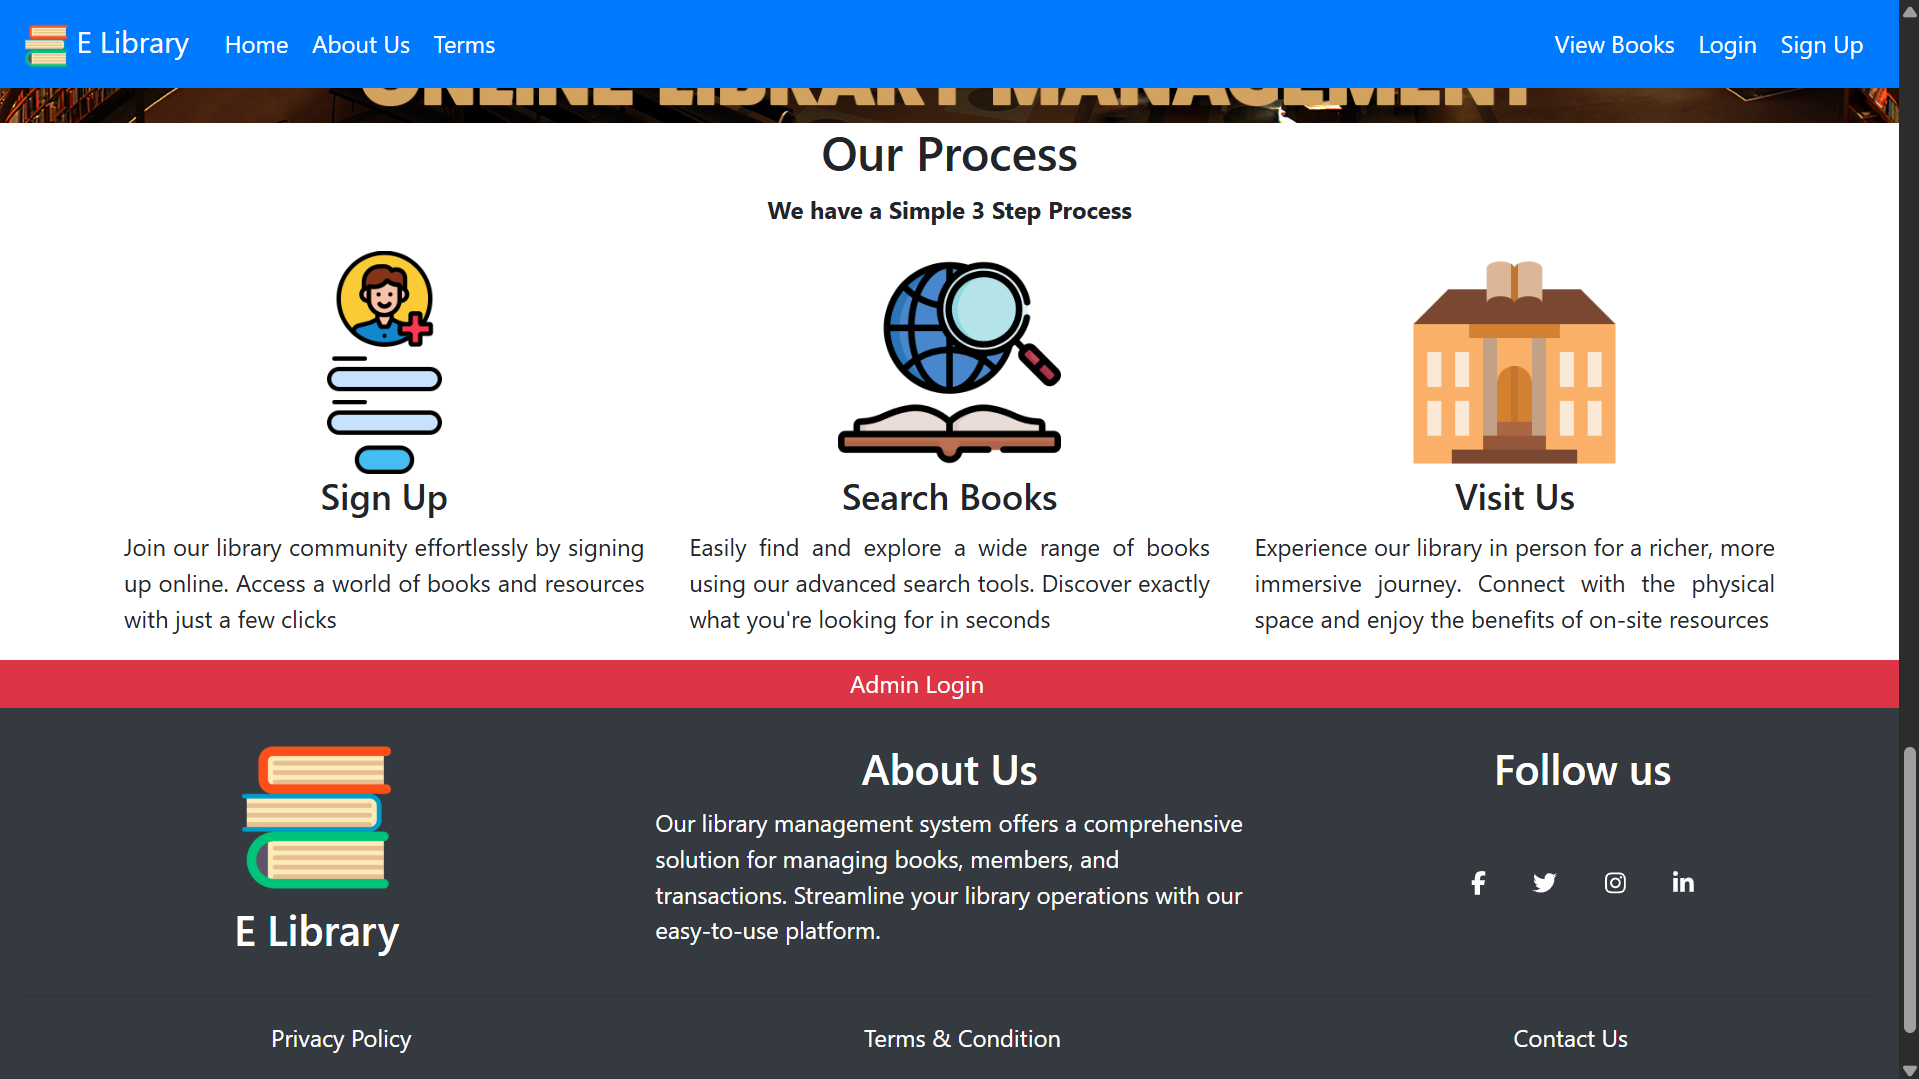 E Library Home About Us Terms View Books Login Sign Up
ONLINE LIBRARY MANAGEMENT
Our Process
We have a Simple 3 Step Process
Sign Up
Join our library community effortlessly by signing
up online. Access a world of books and resources
with just a few clicks
Search Books
Easily find and explore a wide range of books
using our advanced search tools. Discover exactly
what you're looking for in seconds
Visit Us
Experience our library in person for a richer, more
immersive journey. Connect with the physical
space and enjoy the benefits of on-site resources
Admin Login
E Library
About Us
Our library management system offers a comprehensive
solution for managing books, members, and
transactions. Streamline your library operations with our
easy-to-use platform.
Follow us
Privacy Policy Terms & Condition Contact Us